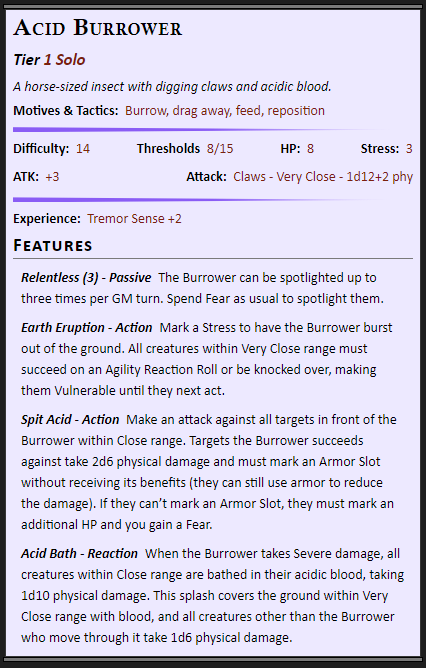 Acid Burrower
Tier 1 Solo
A horse-sized insect with digging claws and acidic blood.
Motives & Tactics: Burrow, drag away, feed, reposition
Difficulty: 14 Thresholds 8/15 HP: 8 Stress: 3
ATK: +3 Attack: Claws - Very Close - 1d12+2 phy
Experience: Tremor Sense +2
Features
Relentless (3) - Passive The Burrower can be spotlighted up to
three times per GM turn. Spend Fear as usual to spotlight them.
Earth Eruption - Action Mark a Stress to have the Burrower burst
out of the ground. All creatures within Very Close range must
succeed on an Agility Reaction Roll or be knocked over, making
them Vulnerable until they next act.
Spit Acid - Action Make an attack against all targets in front of the
Burrower within Close range. Targets the Burrower succeeds
against take 2d6 physical damage and must mark an Armor Slot
without receiving its benefits (they can still use armor to reduce
the damage). If they can't mark an Armor Slot, they must mark an
additional HP and you gain a Fear.
Acid Bath - Reaction When the Burrower takes Severe damage, all
creatures within Close range are bathed in their acidic blood, taking
1d10 physical damage. This splash covers the ground within Very
Close range with blood, and all creatures other than the Burrower
who move through it take 1d6 physical damage.